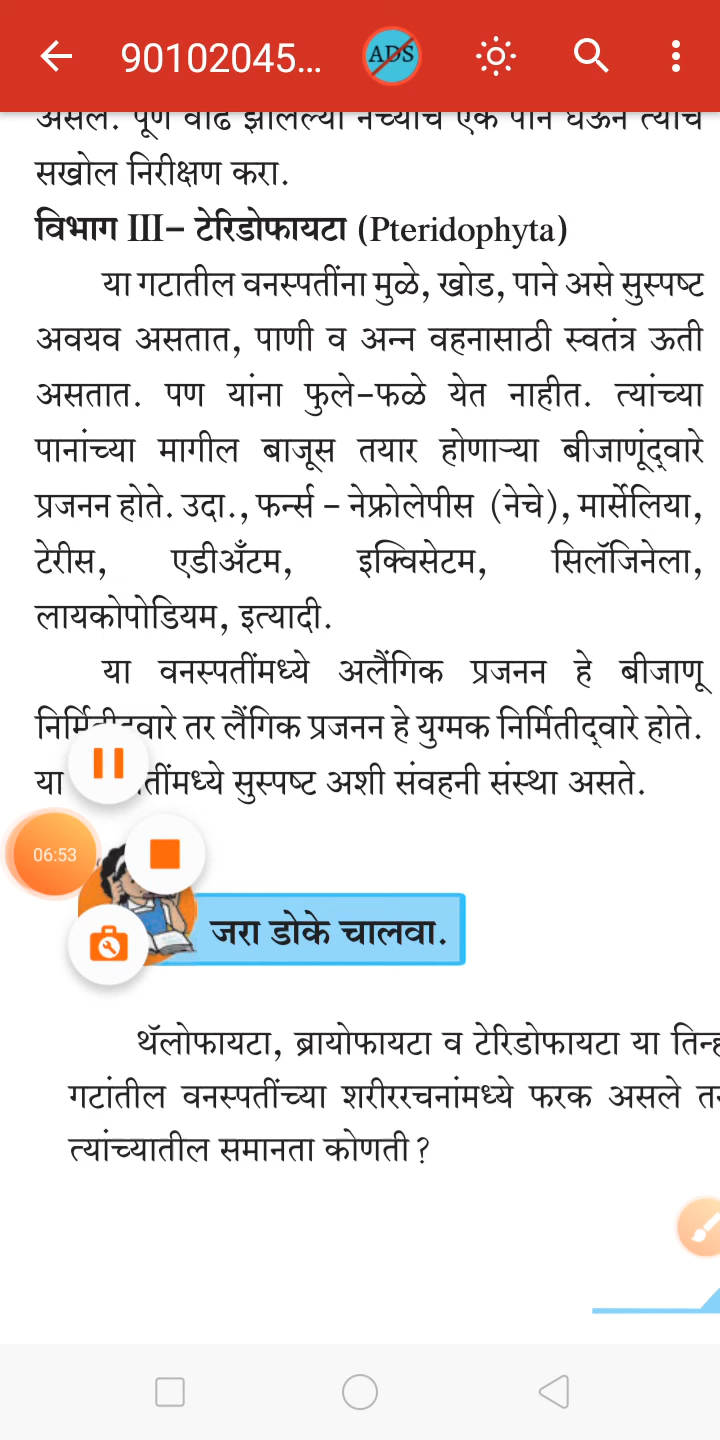 90102045...
ADS
असेल. पूर्ण वाढ झालेल्या नेच्याचे एक पान घेऊन त्याचे
सखोल निरीक्षण करा.
विभाग III– टेरिडोफायटा (Pteridophyta)
या गटातील वनस्पतींना मुळे, खोड, पाने असे सुस्पष्ट
अवयव असतात, पाणी व अन्न वहनासाठी स्वतंत्र ऊती
असतात. पण यांना फुले-फळे येत नाहीत. त्यांच्या
पानांच्या मागील बाजूस तयार होणाऱ्या बीजाणूंद्वारे
प्रजनन होते. उदा., फर्न्स – नेफ्रोलेपीस (नेचे), मार्सेलिया,
टेरीस, एडीअँटम, इक्विसेटम, सिलॅजिनेला,
लायकोपोडियम, इत्यादी.
या वनस्पतींमध्ये अलैंगिक प्रजनन हे बीजाणू
निर्मितीद्वारे तर लैंगिक प्रजनन हे युग्मक निर्मितीद्वारे होते.
या तींमध्ये सुस्पष्ट अशी संवहनी संस्था असते.
06:53
जरा डोके चालवा.
थॅलोफायटा, ब्रायोफायटा व टेरिडोफायटा या
गटांतील वनस्पतींच्या शरीररचनांमध्ये फरक असले
त्यांच्यातील समानता कोणती ?